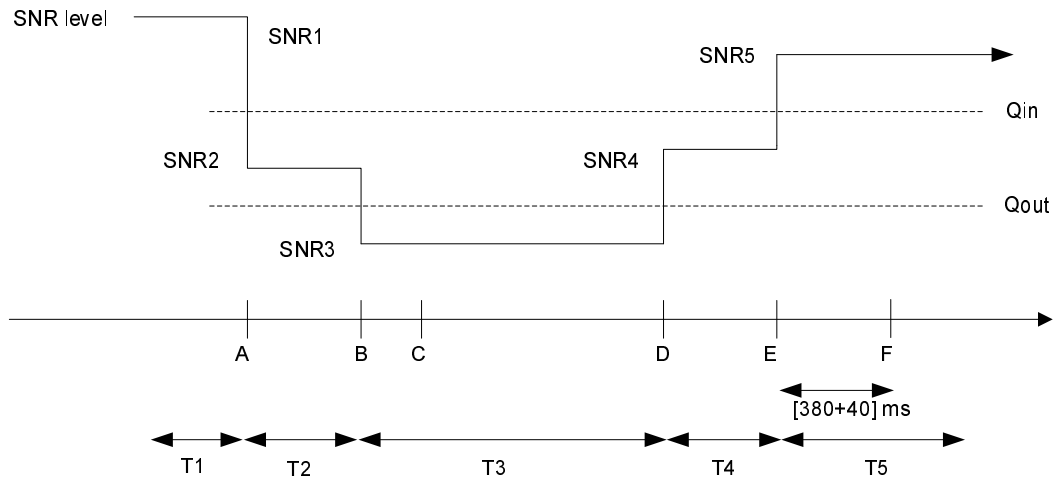 SNR level
SNR1
SNR5
Qin
SNR2
SNR4
Qout
SNR3
A B C D E F
[380+40] ms
T1 T2 T3 T4 T5